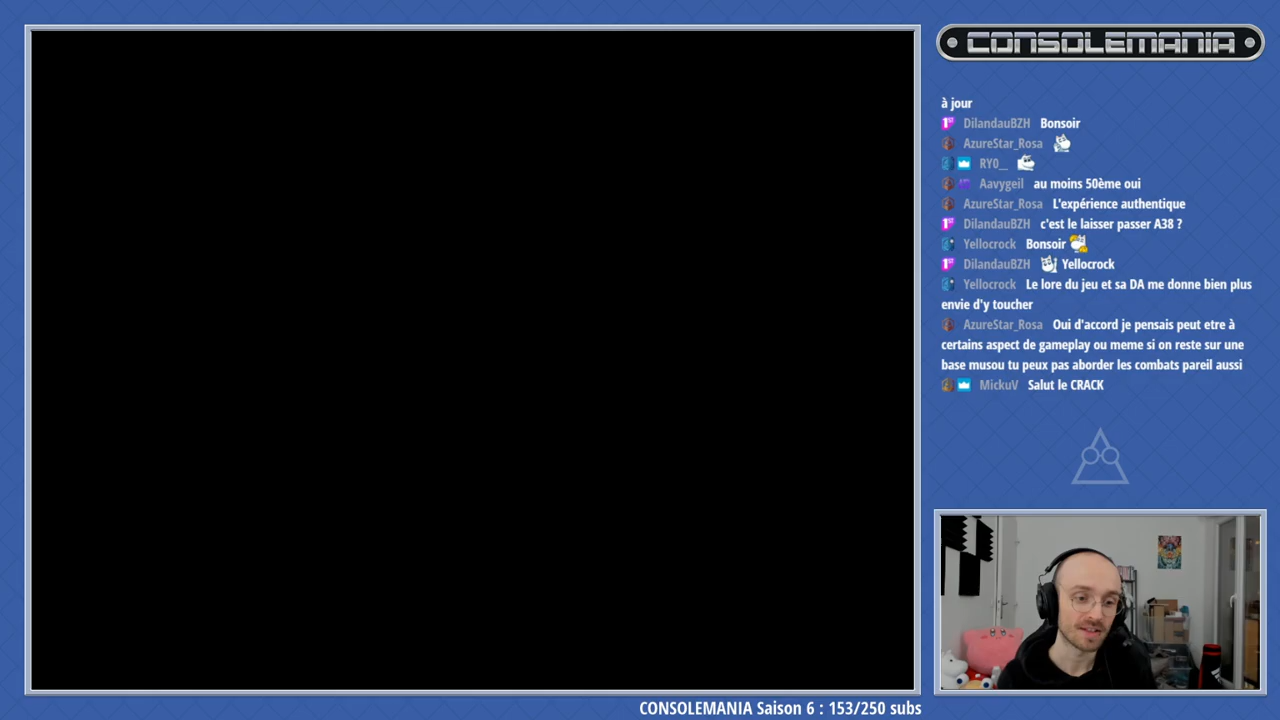 CONSOLEMANIA
à jour
DilandauBZH Bonsoir
AzureStar_Rosa
RY0__
Aavygeil au moins 50ème oui
AzureStar_Rosa L'expérience authentique
DilandauBZH c'est le laisser passer A38 ?
Yellocrock Bonsoir
DilandauBZH Yellocrock
Yellocrock Le lore du jeu et sa DA me donne bien plus
envie d'y toucher
AzureStar_Rosa Oui d'accord je pensais peut etre à
certains aspect de gameplay ou meme si on reste sur une
base musou tu peux pas aborder les combats pareil aussi
MickuV Salut le CRACK
CONSOLEMANIA Saison 6 : 153/250 subs